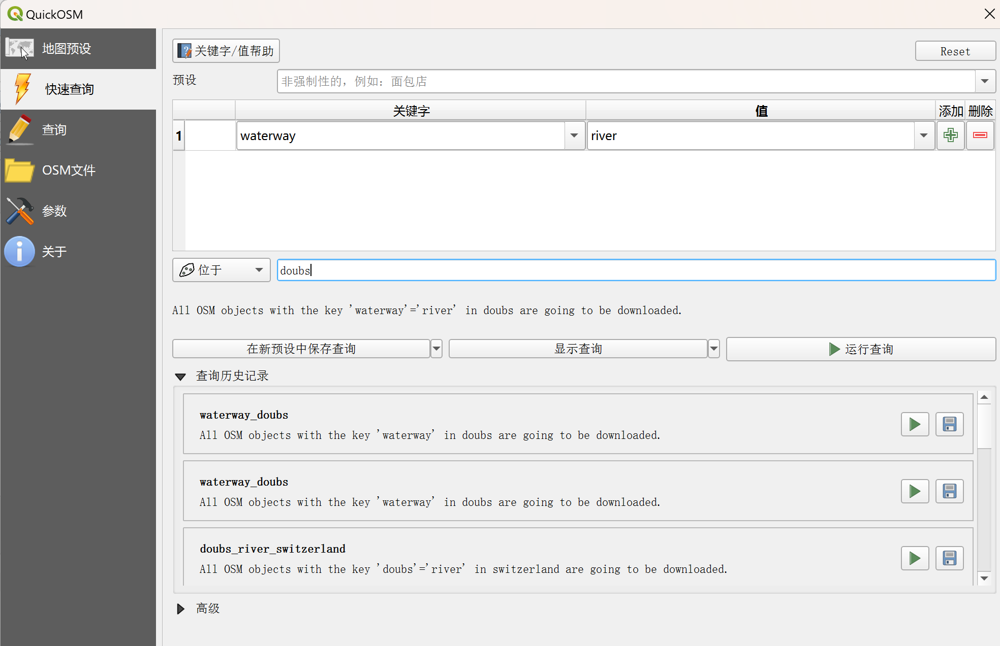 QuickOSM
地图预设
快速查询
查询
OSM文件
参数
关于
关键字/值帮助
Reset
预设
非强制性的，例如：面包店
关键字 值 添加 删除
1 waterway river
位于 doubs
All OSM objects with the key 'waterway'='river' in doubs are going to be downloaded.
在新预设中保存查询 显示查询 运行查询
查询历史记录
waterway_doubs
All OSM objects with the key 'waterway' in doubs are going to be downloaded.
waterway_doubs
All OSM objects with the key 'waterway' in doubs are going to be downloaded.
doubs_river_switzerland
All OSM objects with the key 'doubs'='river' in switzerland are going to be downloaded.
高级